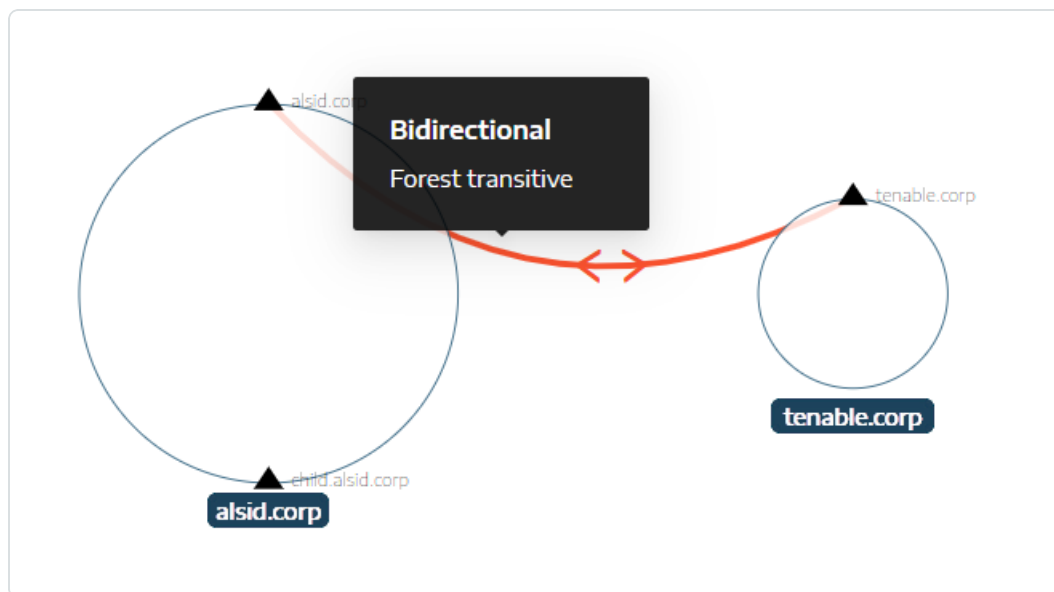 alsid.corp
Bidirectional
Forest transitive
tenable.corp
tenable.corp
child.alsid.corp
alsid.corp